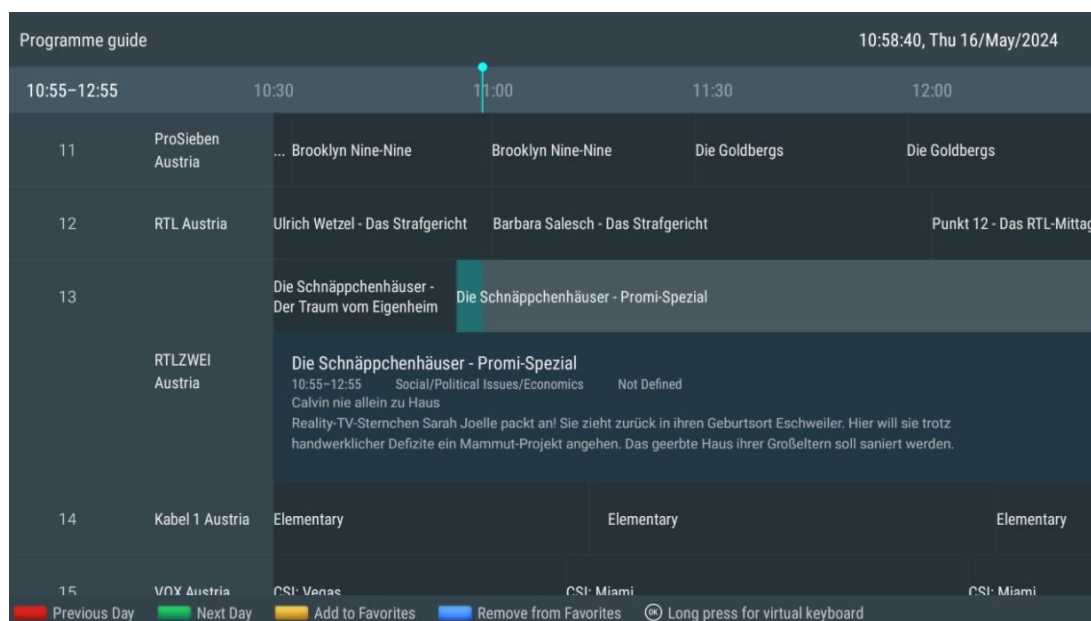 Programme guide
10:58:40, Thu 16/May/2024
10:55–12:55
10:30
11:00
11:30
12:00
11
ProSieben
Austria
... Brooklyn Nine-Nine
Brooklyn Nine-Nine
Die Goldbergs
Die Goldbergs
12
RTL Austria
Ulrich Wetzel - Das Strafgericht
Barbara Salesch - Das Strafgericht
Punkt 12 - Das RTL-Mittag
13
Die Schnäppchenhäuser -
Der Traum vom Eigenheim
Die Schnäppchenhäuser - Promi-Spezial
RTLZWEI
Austria
Die Schnäppchenhäuser - Promi-Spezial
10:55–12:55 Social/Political Issues/Economics Not Defined
Calvin nie allein zu Haus
Reality-TV-Sternchen Sarah Joelle packt an! Sie zieht zurück in ihren Geburtsort Eschweiler. Hier will sie trotz
handwerklicher Defizite ein Mammut-Projekt angehen. Das geerbte Haus ihrer Großeltern soll saniert werden.
14
Kabel 1 Austria
Elementary
Elementary
Elementary
15
VOX Austria
CSI: Vegas
CSI: Miami
CSI: Miami
Previous Day
Next Day
Add to Favorites
Remove from Favorites
OK
Long press for virtual keyboard